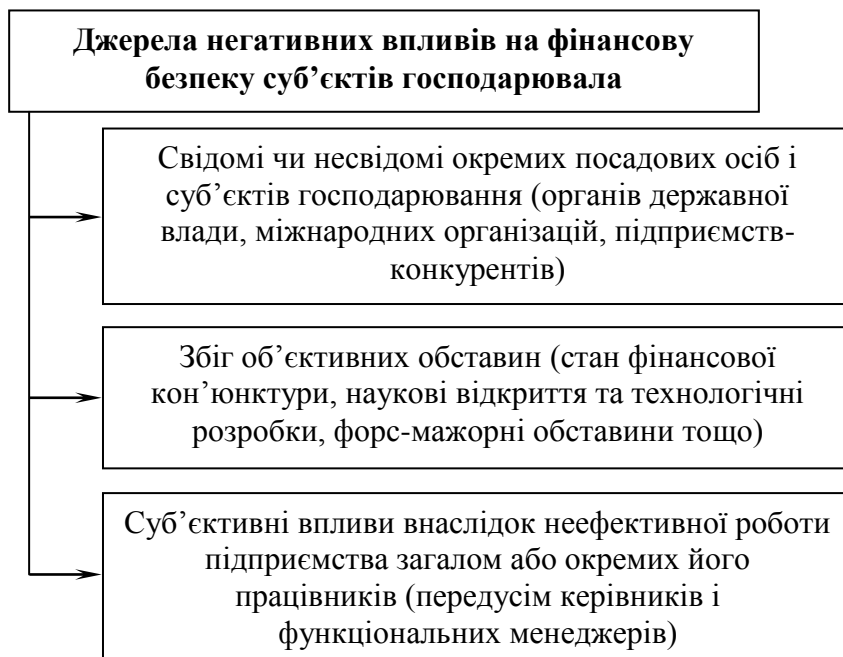 Джерела негативних впливів на фінансову
безпеку суб’єктів господарювала
Свідомі чи несвідомі окремих посадових осіб і
суб’єктів господарювання (органів державної
влади, міжнародних організацій, підприємств-
конкурентів)
Збіг об’єктивних обставин (стан фінансової
кон’юнктури, наукові відкриття та технологічні
розробки, форс-мажорні обставини тощо)
Суб’єктивні впливи внаслідок неефективної роботи
підприємства загалом або окремих його
працівників (передусім керівників і
функціональних менеджерів)